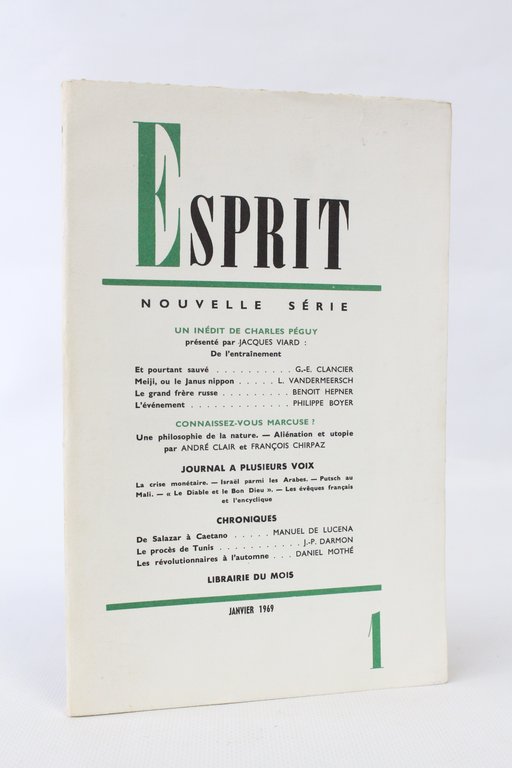 ESPRIT
NOUVELLE SÉRIE
UN INÉDIT DE CHARLES PÉGUY
présenté par JACQUES VIARD :
De l'entraînement
Et pourtant sauvé . . . . . . . . . . G.-E. CLANCIER
Meiji, ou le Janus nippon . . . . . L. VANDERMEERSCH
Le grand frère russe . . . . . . . . . BENOIT HEPNER
L'événement . . . . . . . . . . . . . PHILIPPE BOYER
CONNAISSEZ-VOUS MARCUSE ?
Une philosophie de la nature. — Aliénation et utopie
par ANDRÉ CLAIR et FRANÇOIS CHIRPAZ
JOURNAL A PLUSIEURS VOIX
La crise monétaire. — Israël parmi les Arabes. — Putsch au
Mali. — « Le Diable et le Bon Dieu ». — Les évêques français
et l'encyclique
CHRONIQUES
De Salazar à Caetano . . . . . MANUEL DE LUCENA
Le procès de Tunis . . . . . . . . . . . J.-P. DARMON
Les révolutionnaires à l'automne . . . DANIEL MOTHÉ
LIBRAIRIE DU MOIS
JANVIER 1969
1